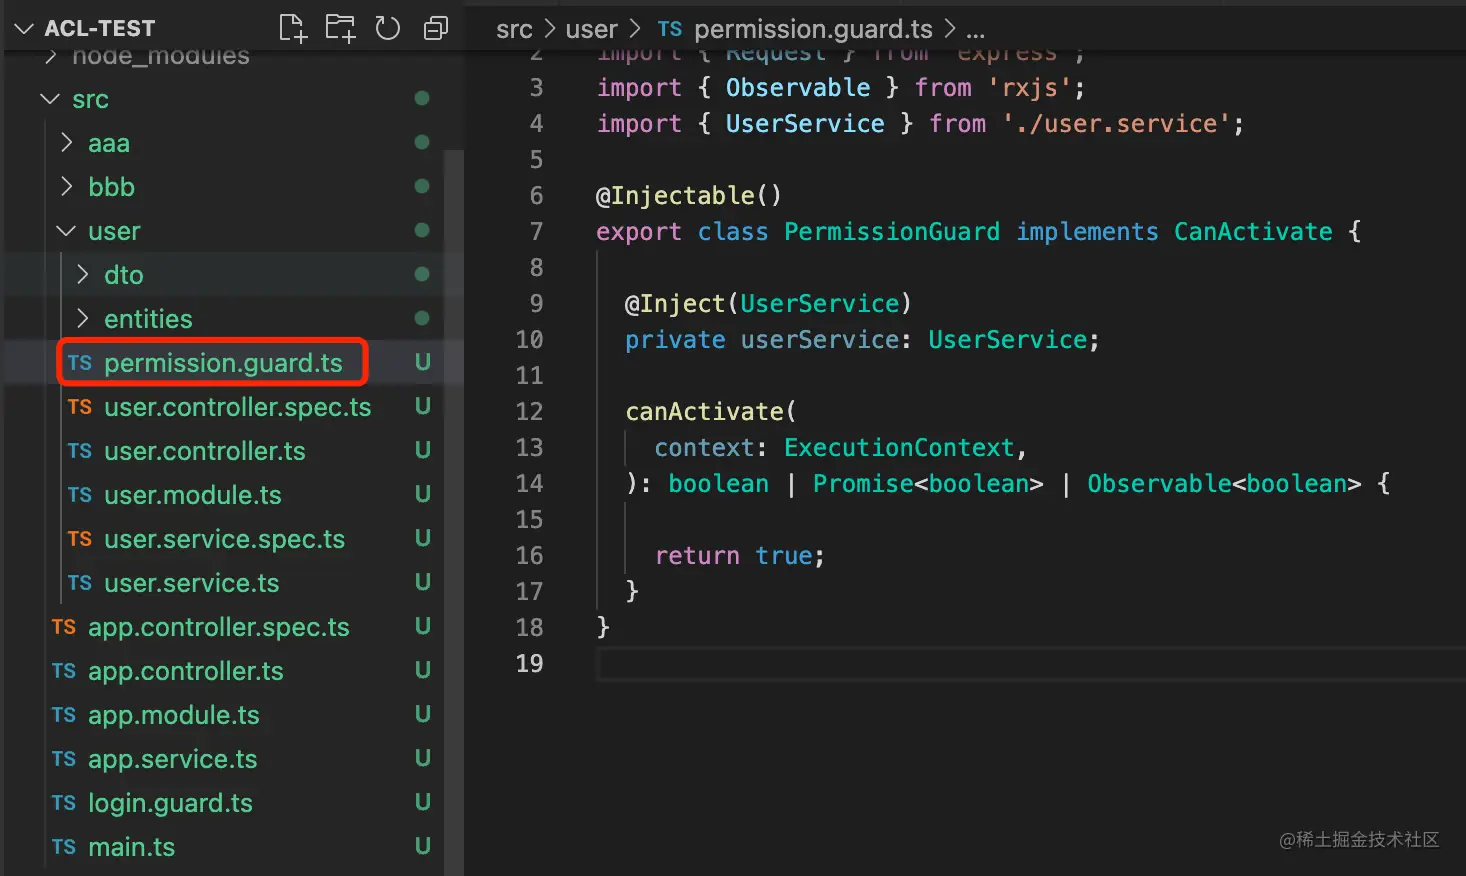 ACL-TEST
node_modules
src
aaa
bbb
user
dto
entities
TS permission.guard.ts U
TS user.controller.spec.ts U
TS user.controller.ts U
TS user.module.ts U
TS user.service.spec.ts U
TS user.service.ts U
TS app.controller.spec.ts U
TS app.controller.ts U
TS app.module.ts U
TS app.service.ts U
TS login.guard.ts U
TS main.ts U
src > user > TS permission.guard.ts > ...
2 import { Request } from 'express';
3 import { Observable } from 'rxjs';
4 import { UserService } from './user.service';
5
6 @Injectable()
7 export class PermissionGuard implements CanActivate {
8
9 @Inject(UserService)
10 private userService: UserService;
11
12 canActivate(
13 context: ExecutionContext,
14 ): boolean | Promise<boolean> | Observable<boolean> {
15
16 return true;
17 }
18 }
19
@稀土掘金技术社区